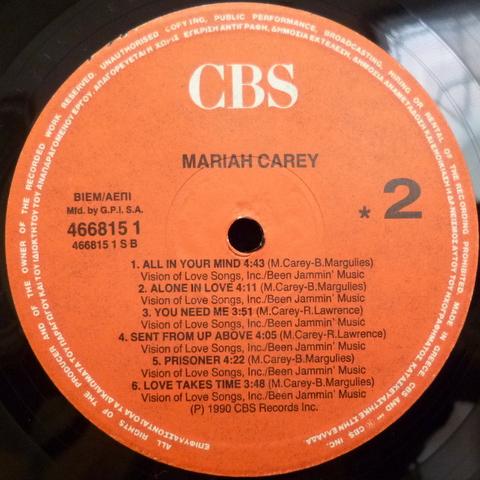 CBS
MARIAH CAREY
ΒΙΕΜ/ΑΕΠΙ
Mfd. by G.P.I. S.A.
466815 1
466815 1 S B
* 2
1. ALL IN YOUR MIND 4:43 (M.Carey-B.Margulies)
Vision of Love Songs, Inc./Been Jammin' Music
2. ALONE IN LOVE 4:11 (M.Carey-B.Margulies)
Vision of Love Songs, Inc./Been Jammin' Music
3. YOU NEED ME 3:51 (M.Carey-R.Lawrence)
Vision of Love Songs, Inc./Been Jammin' Music
4. SENT FROM UP ABOVE 4:05 (M.Carey-R.Lawrence)
Vision of Love Songs, Inc./Been Jammin' Music
5. PRISONER 4:22 (M.Carey-B.Margulies)
Vision of Love Songs, Inc./Been Jammin' Music
6. LOVE TAKES TIME 3:48 (M.Carey-B.Margulies)
Vision of Love Songs, Inc./Been Jammin' Music
(P) 1990 CBS Records Inc.
ALL RIGHTS OF THE PRODUCER AND OF THE OWNER OF THE RECORDED WORK RESERVED. UNAUTHORISED COPYING, PUBLIC PERFORMANCE, BROADCASTING, HIRING OR RENTAL OF THE RECORDING PROHIBITED. MADE IN GREECE CBS AND
CBS INC.